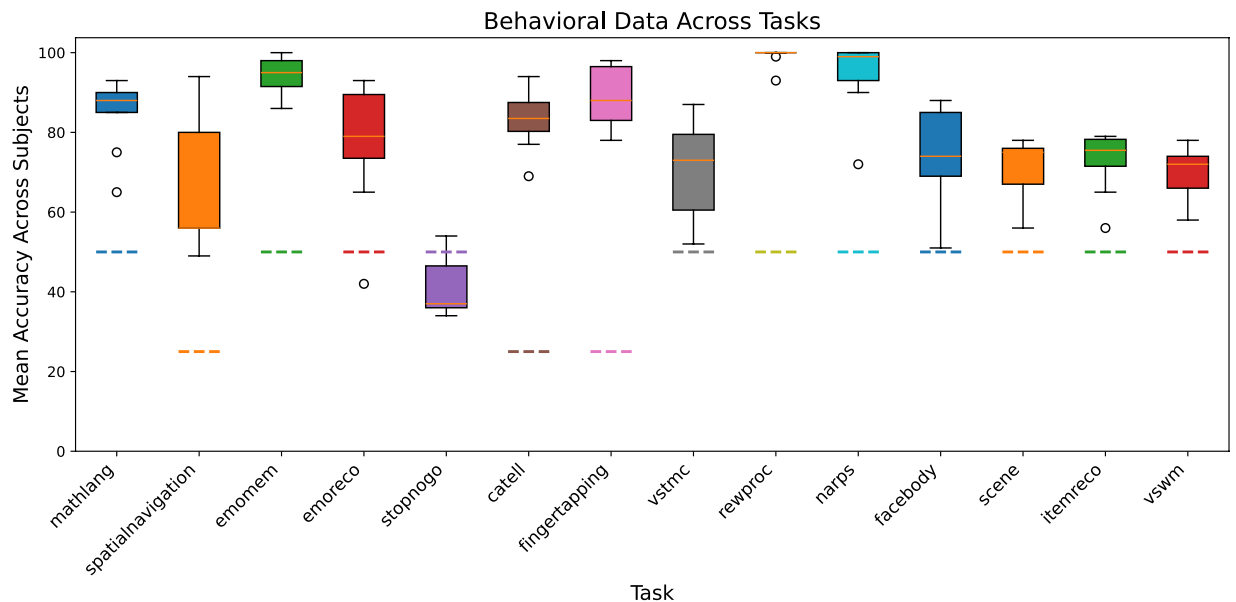 Behavioral Data Across Tasks
Mean Accuracy Across Subjects
100
80
60
40
20
0
mathlang
spatialnavigation
emomem
emoreco
stopnogo
catell
fingertapping
vstmc
rewproc
narps
facebody
scene
itemreco
vswm
Task